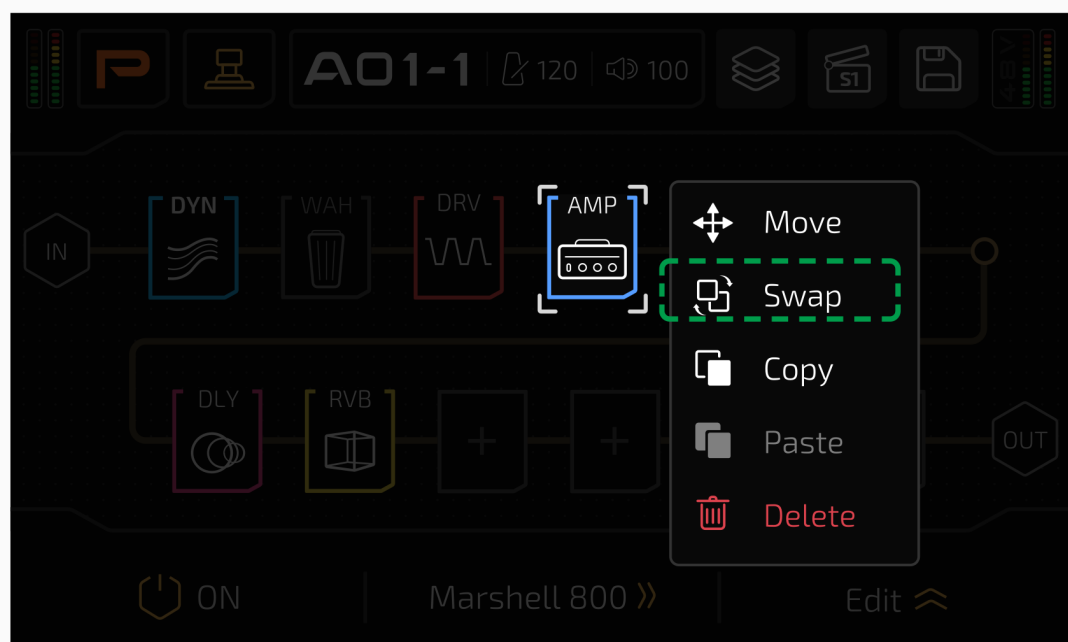 A01-1 120 100 S1 48V
DYN WAH DRV AMP
IN
Move
Swap
Copy
Paste
Delete
DLY RVB
OUT
ON Marshell 800 Edit